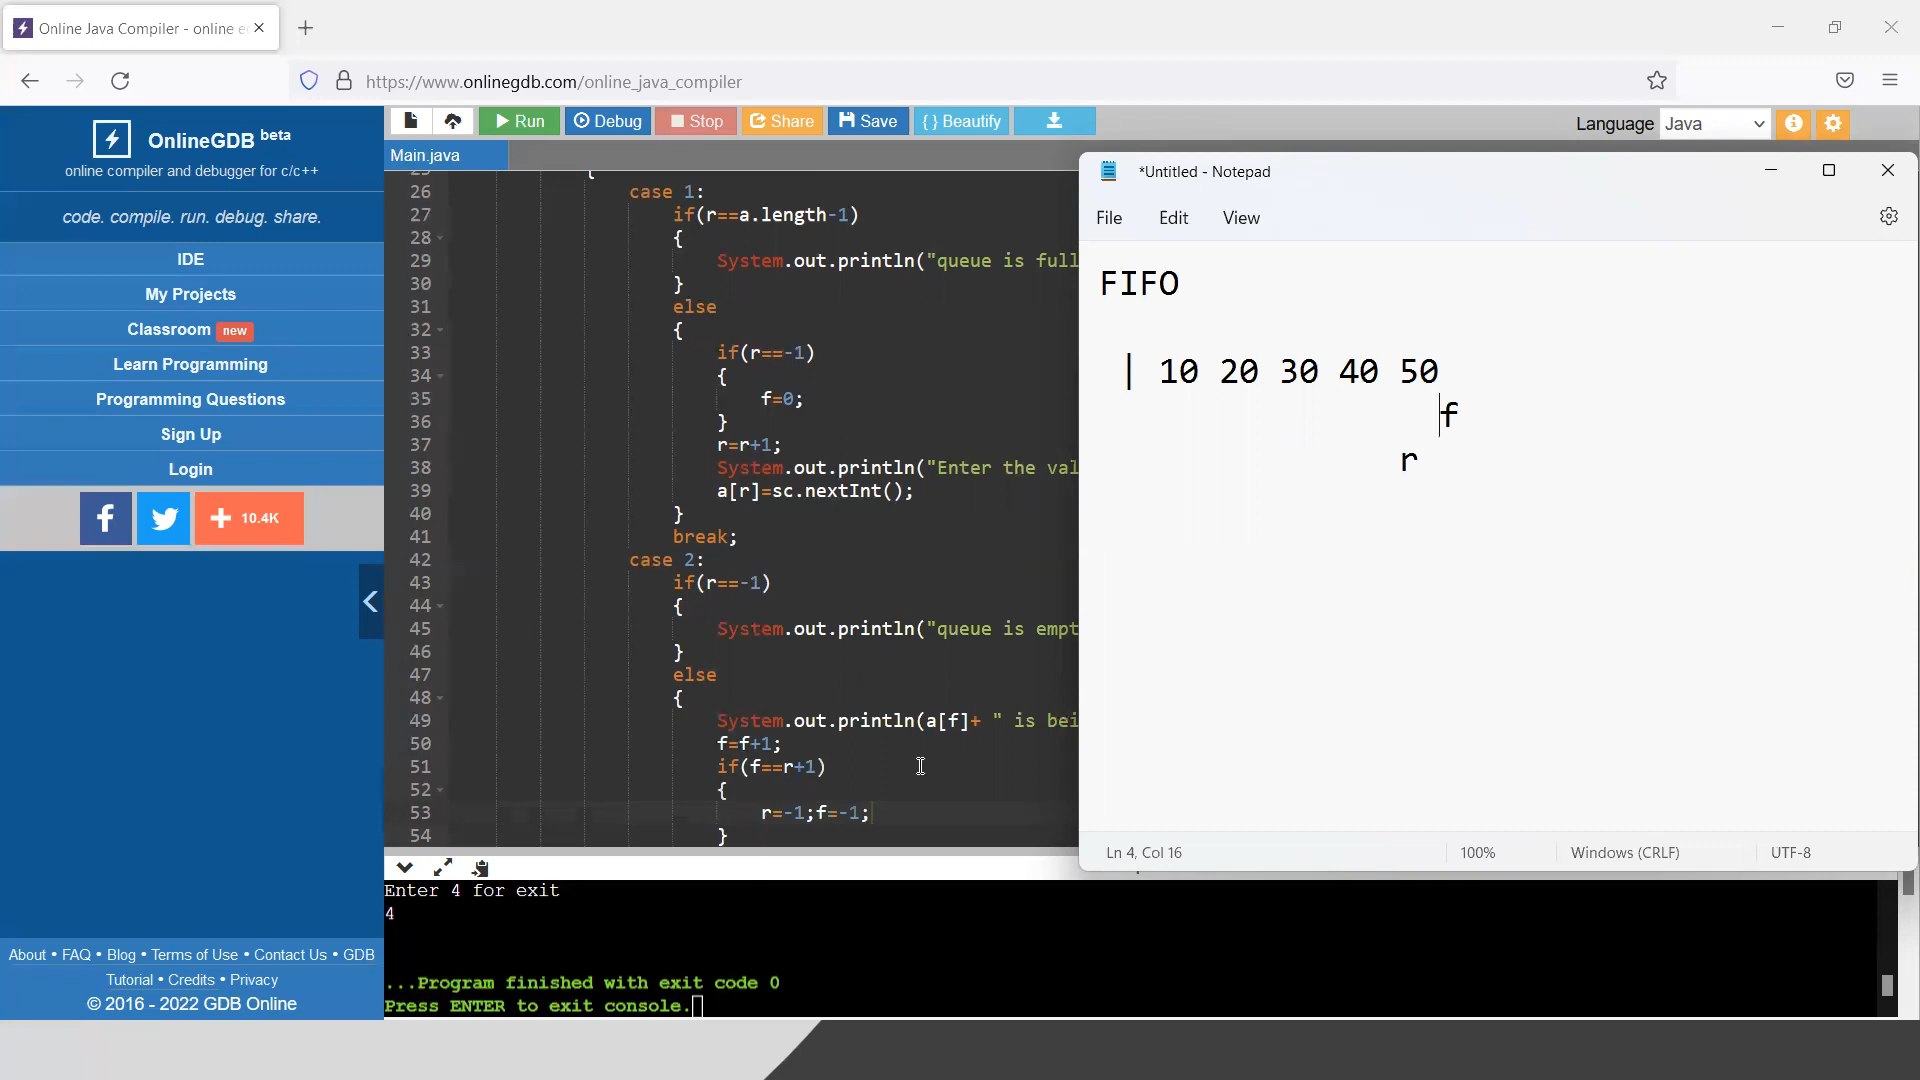 Online Java Compiler - online e
https://www.onlinegdb.com/online_java_compiler
OnlineGDB beta
online compiler and debugger for c/c++
code. compile. run. debug. share.
IDE
My Projects
Classroom new
Learn Programming
Programming Questions
Sign Up
Login
10.4K
About • FAQ • Blog • Terms of Use • Contact Us • GDB
Tutorial • Credits • Privacy
© 2016 - 2022 GDB Online
Run Debug Stop Share Save { } Beautify
Language Java
Main.java
26 case 1:
27 if(r==a.length-1)
28 {
29 System.out.println("queue is full
30 }
31 else
32 {
33 if(r==-1)
34 {
35 f=0;
36 }
37 r=r+1;
38 System.out.println("Enter the val
39 a[r]=sc.nextInt();
40 }
41 break;
42 case 2:
43 if(r==-1)
44 {
45 System.out.println("queue is empt
46 }
47 else
48 {
49 System.out.println(a[f]+ " is bei
50 f=f+1;
51 if(f==r+1)
52 {
53 r=-1;f=-1;
54 }
Enter 4 for exit
4
...Program finished with exit code 0
Press ENTER to exit console.
*Untitled - Notepad
File Edit View
FIFO
| 10 20 30 40 50
f
r
Ln 4, Col 16 100% Windows (CRLF) UTF-8